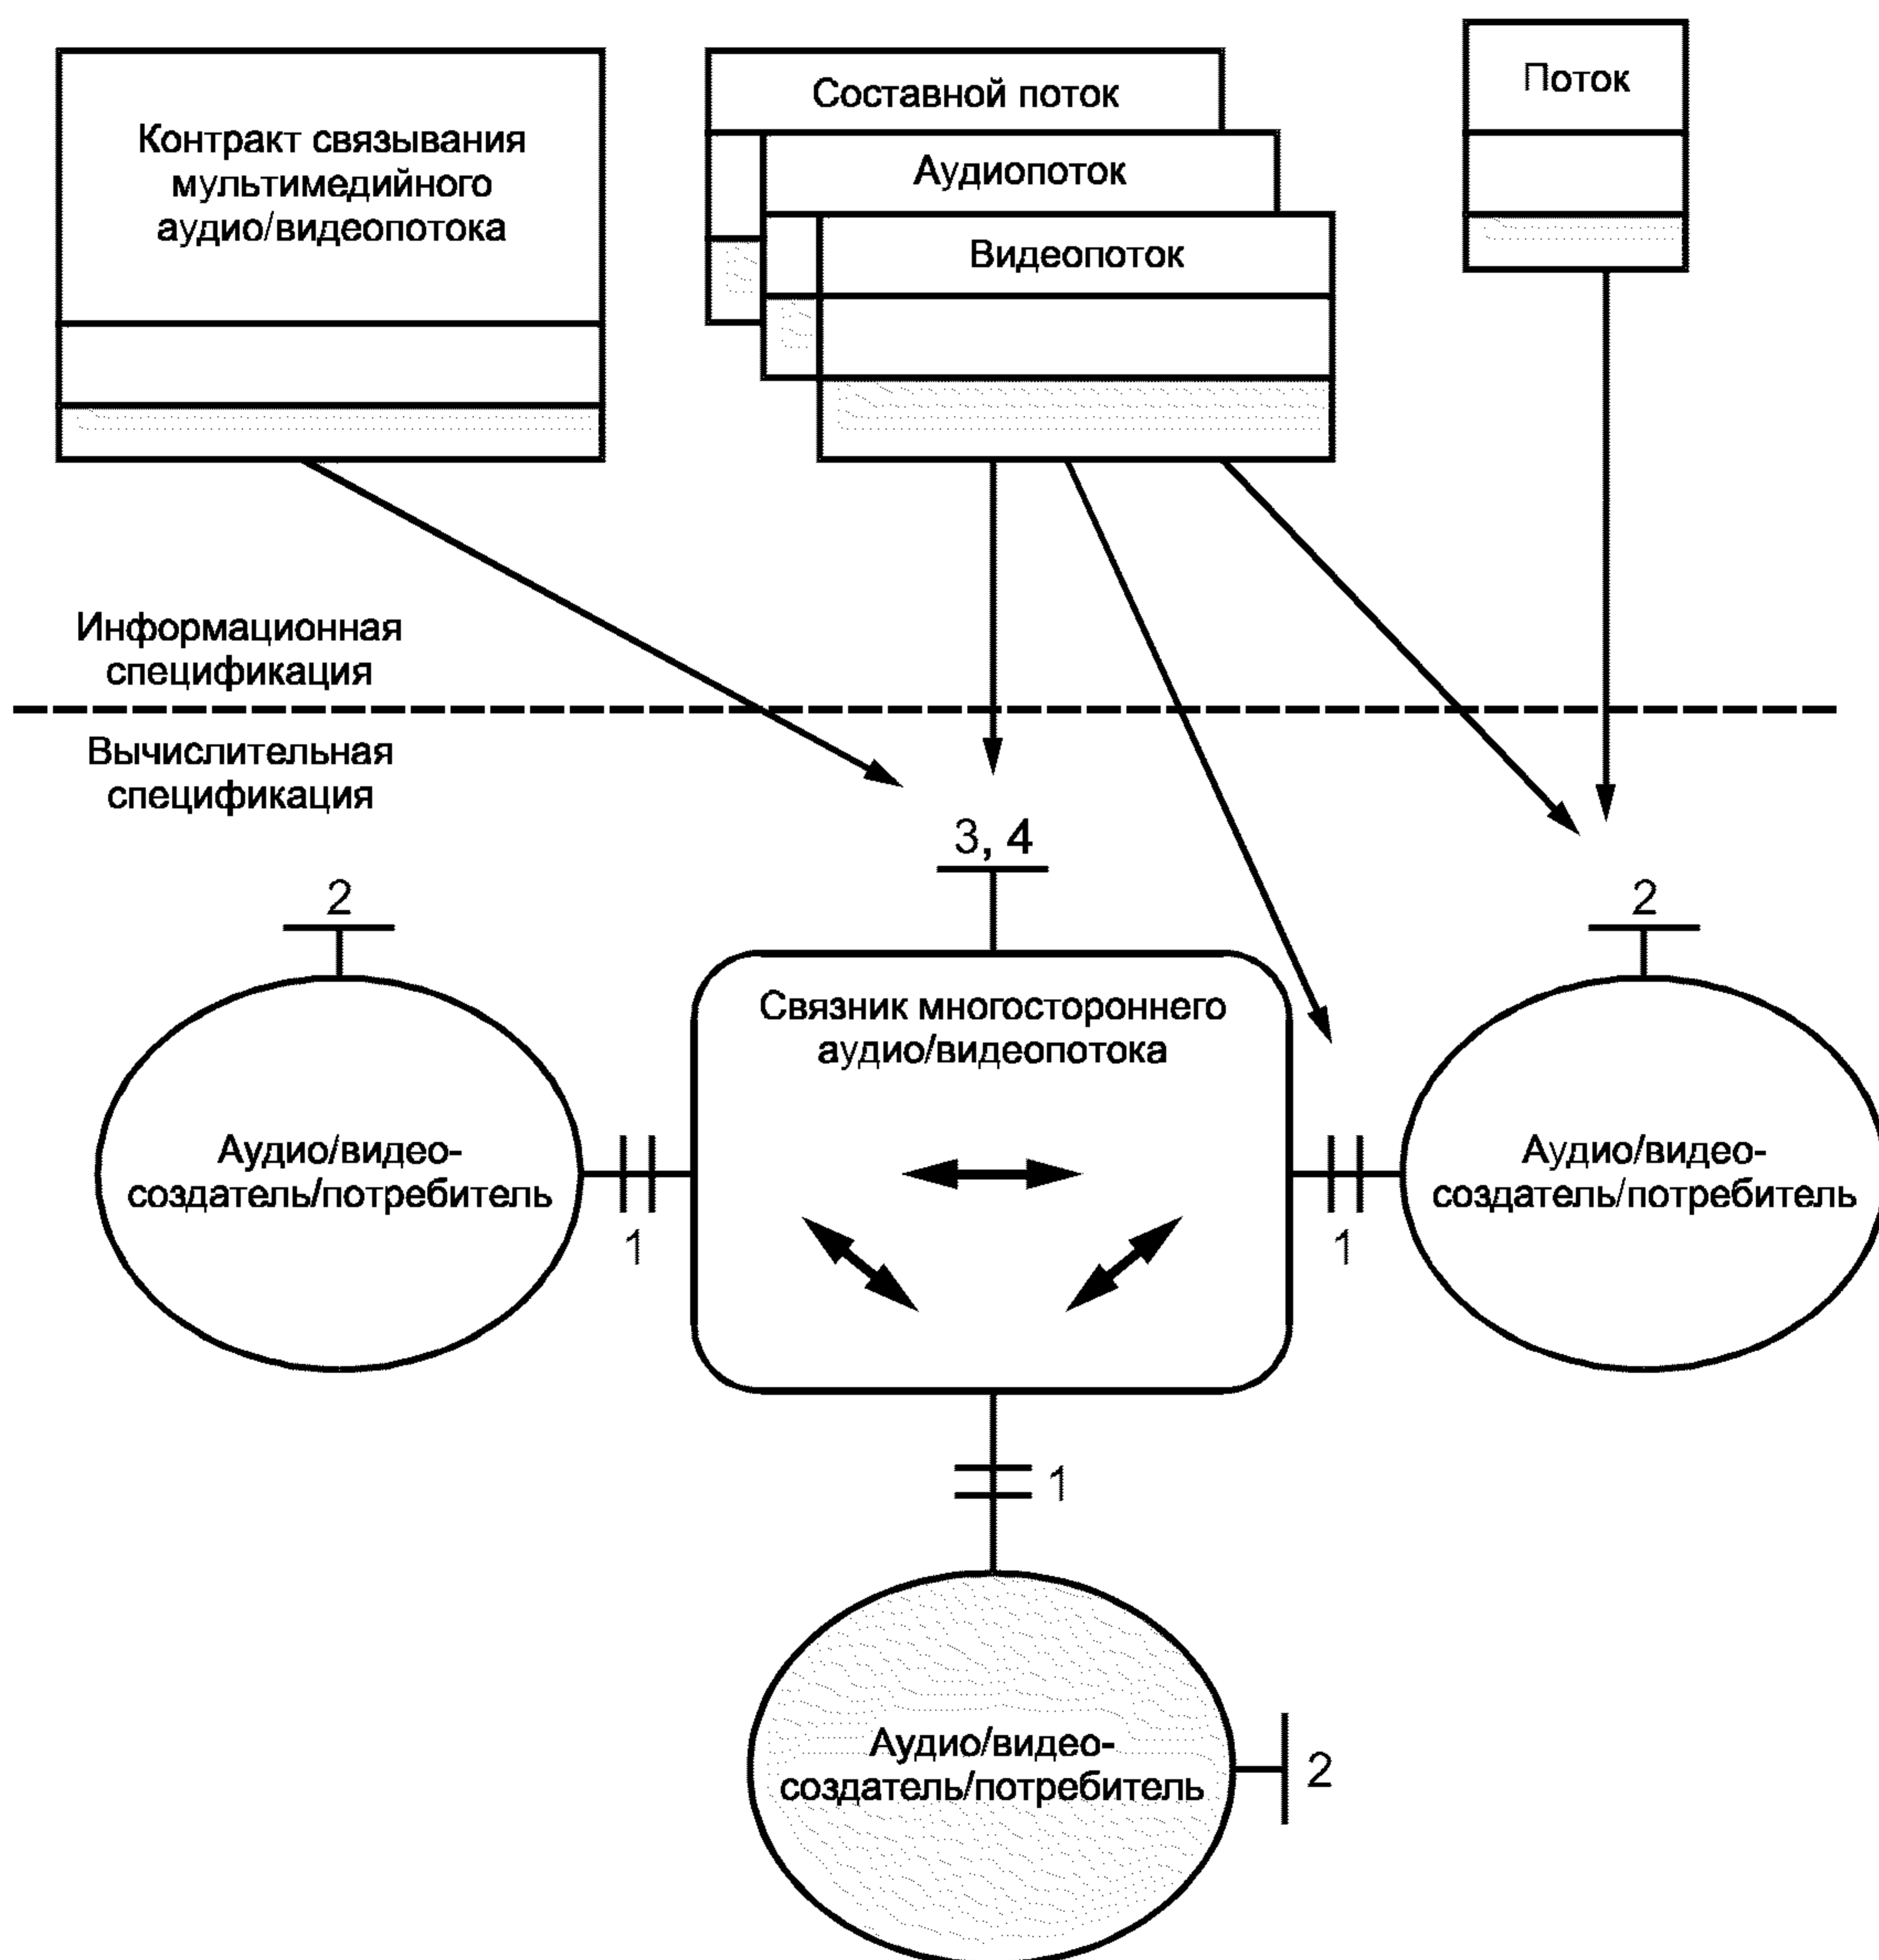 Контракт связывания
мультимедийного
аудио/видеопотока
Составной поток
Аудиопоток
Видеопоток
Поток
Информационная
спецификация
Вычислительная
спецификация
3, 4
2
2
Связник многостороннего
аудио/видеопотока
Аудио/видео-
создатель/потребитель
Аудио/видео-
создатель/потребитель
1
1
1
Аудио/видео-
создатель/потребитель
2